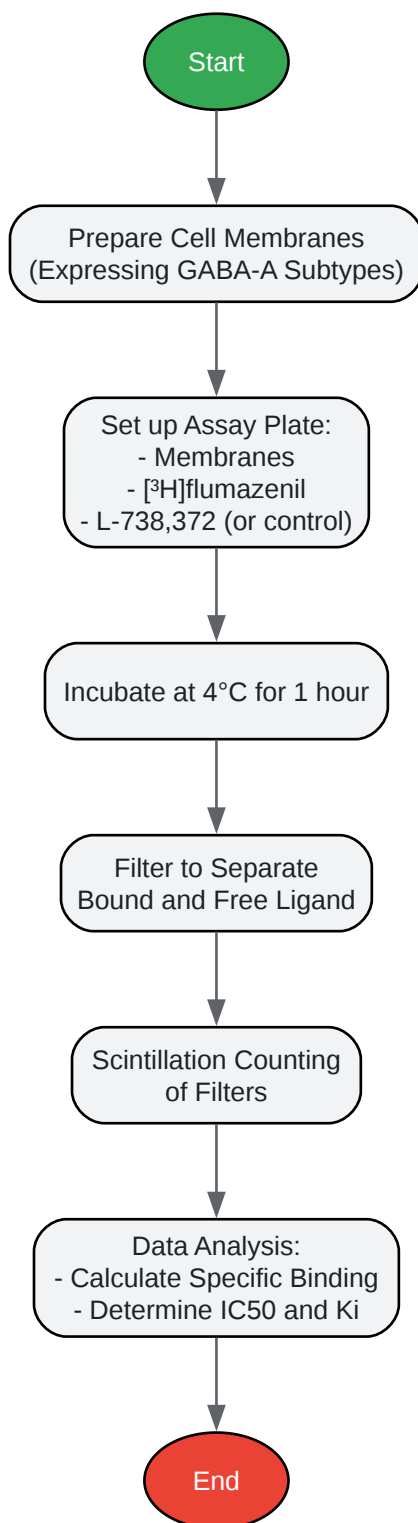 Start
Prepare Cell Membranes
(Expressing GABA-A Subtypes)
Set up Assay Plate:
- Membranes
- [³H]flumazenil
- L-738,372 (or control)
Incubate at 4°C for 1 hour
Filter to Separate
Bound and Free Ligand
Scintillation Counting
of Filters
Data Analysis:
- Calculate Specific Binding
- Determine IC50 and Ki
End